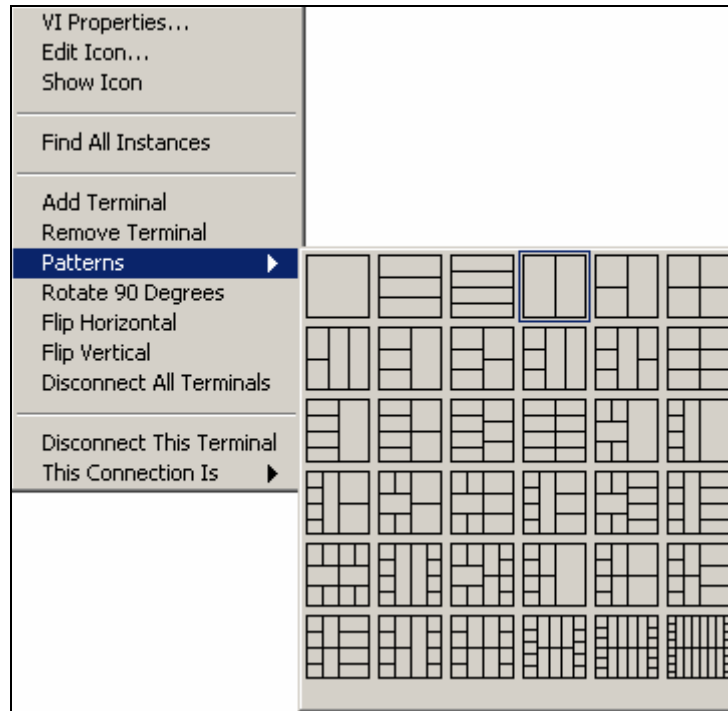 VI Properties...
Edit Icon...
Show Icon
Find All Instances
Add Terminal
Remove Terminal
Patterns
Rotate 90 Degrees
Flip Horizontal
Flip Vertical
Disconnect All Terminals
Disconnect This Terminal
This Connection Is